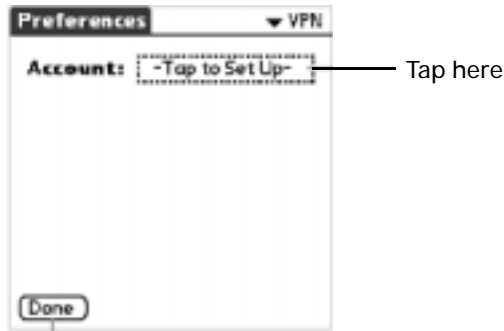 Preferences ▼ VPN
Account: -Tap to Set Up- Tap here
Done